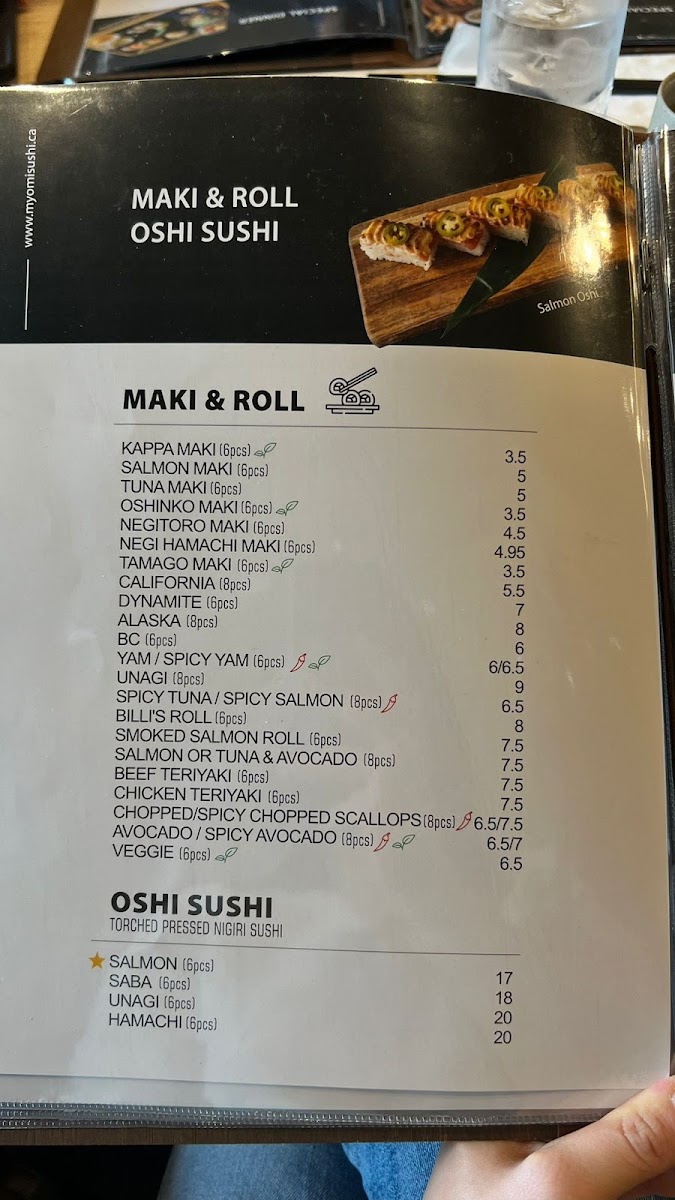 SPECIAL DINNER
www.myomisushi.ca
MAKI & ROLL
OSHI SUSHI
Salmon Oshi
MAKI & ROLL
KAPPA MAKI (6pcs) 3.5
SALMON MAKI (6pcs) 5
TUNA MAKI (6pcs) 5
OSHINKO MAKI (6pcs) 3.5
NEGITORO MAKI (6pcs) 4.5
NEGI HAMACHI MAKI (6pcs) 4.95
TAMAGO MAKI (6pcs) 3.5
CALIFORNIA (8pcs) 5.5
DYNAMITE (6pcs) 7
ALASKA (8pcs) 8
BC (6pcs) 6
YAM / SPICY YAM (6pcs) 6/6.5
UNAGI (8pcs) 9
SPICY TUNA / SPICY SALMON (8pcs) 6.5
BILLI'S ROLL (6pcs) 8
SMOKED SALMON ROLL (6pcs) 7.5
SALMON OR TUNA & AVOCADO (8pcs) 7.5
BEEF TERIYAKI (6pcs) 7.5
CHICKEN TERIYAKI (6pcs) 7.5
CHOPPED/SPICY CHOPPED SCALLOPS (8pcs) 6.5/7.5
AVOCADO / SPICY AVOCADO (8pcs) 6.5/7
VEGGIE (6pcs) 6.5
OSHI SUSHI
TORCHED PRESSED NIGIRI SUSHI
SALMON (6pcs) 17
SABA (6pcs) 18
UNAGI (6pcs) 20
HAMACHI (6pcs) 20